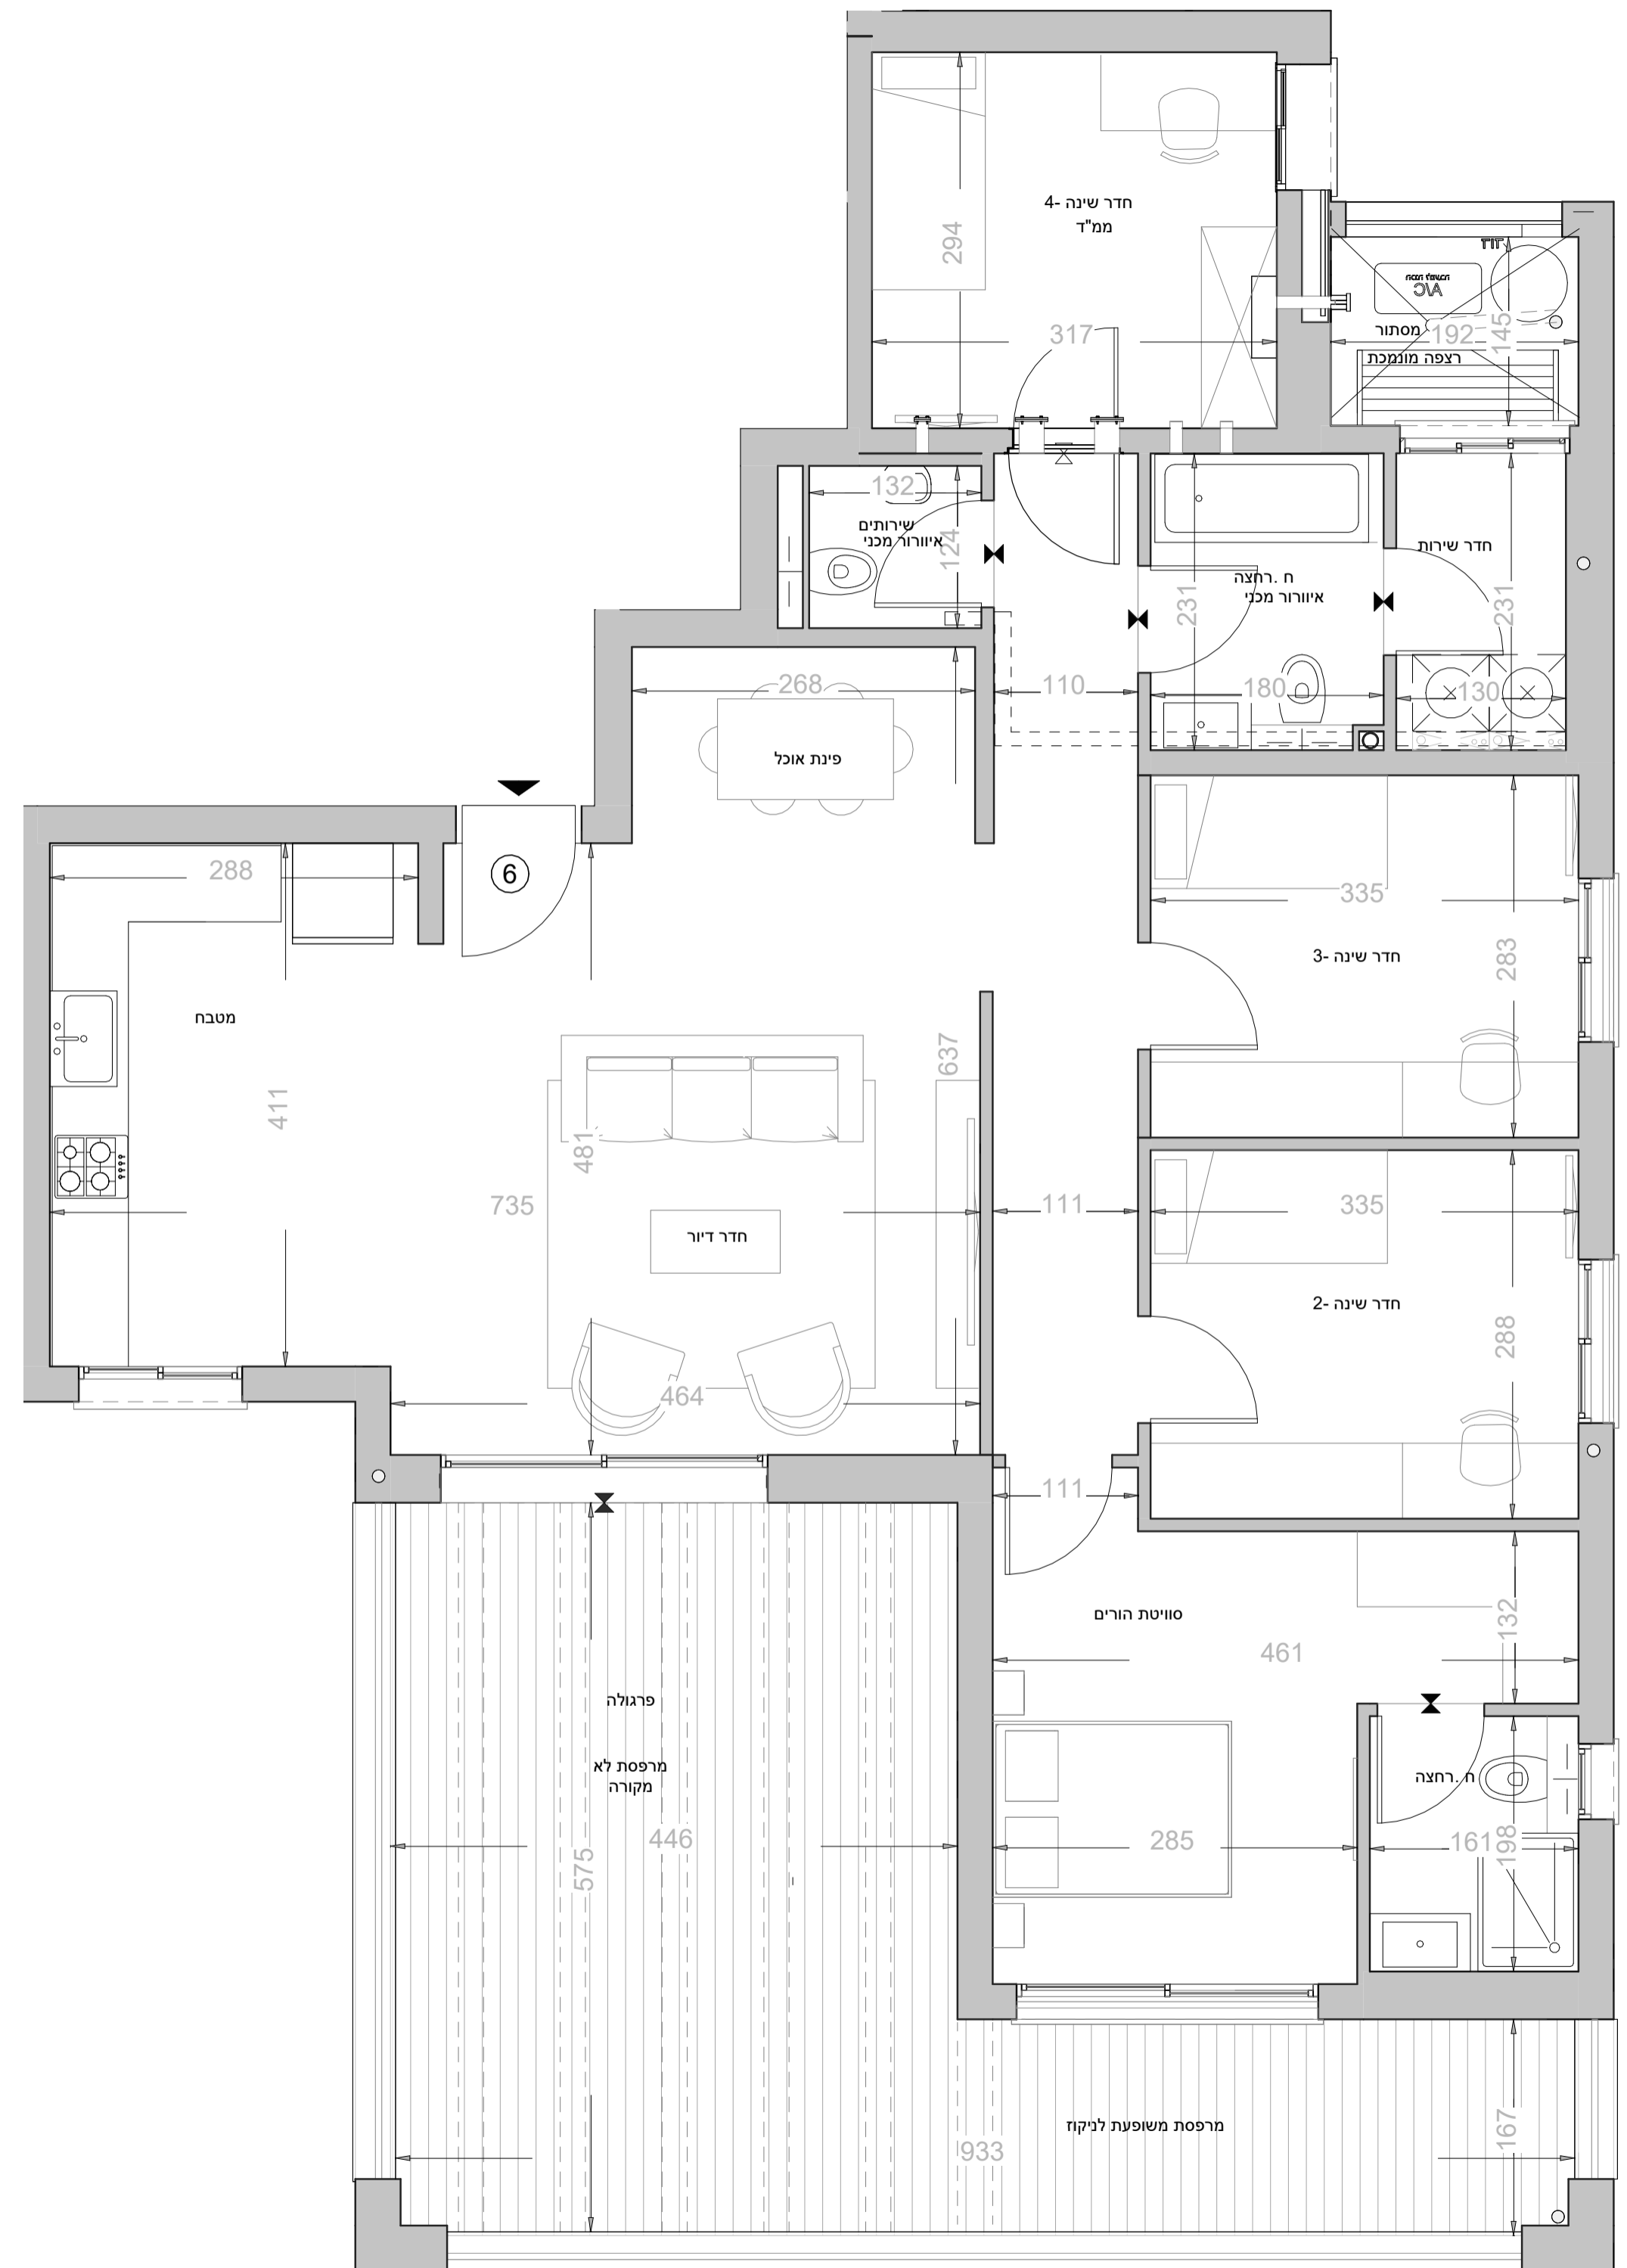 חדר שינה -4
ממ"ד
294
317
דוד
A/C
מסתור
192
145
רצפה מונמכת
132
שירותים
איוורור מכני
124
חדר שירות
ח .רחצה
איוורור מכני
231
231
268
110
180
130
פינת אוכל
6
288
335
חדר שינה -3
283
מטבח
637
411
481
735
111
335
חדר דיור
חדר שינה -2
288
464
111
סוויטת הורים
132
461
פרגולה
מרפסת לא
מקורה
ח .רחצה
446
575
285
161
198
מרפסת משופעת לניקוז
933
167